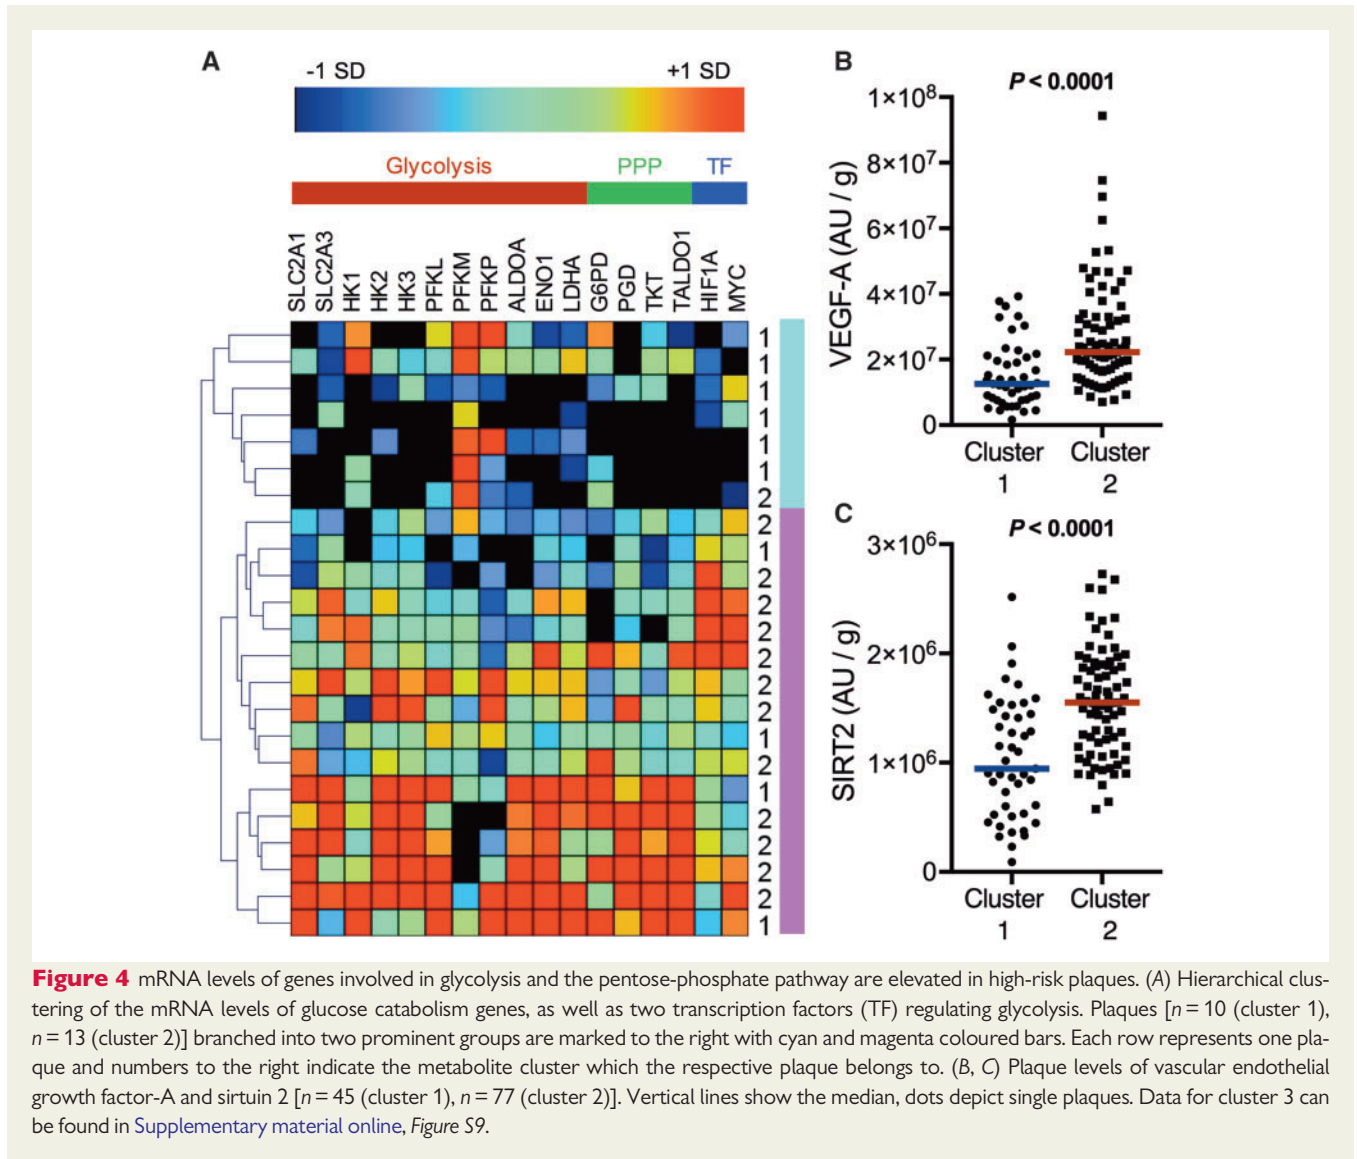 A
-1 SD +1 SD
Glycolysis PPP TF
SLC2A1 SLC2A3 HK1 HK2 HK3 PFKL PFKM PFKP ALDOA ENO1 LDHA G6PD PGD TKT TALDO1 HIF1A MYC
1
1
1
1
1
1
2
2
1
2
2
2
2
2
2
1
2
1
2
2
2
2
1
B
P < 0.0001
VEGF-A (AU / g)
1×10⁸
8×10⁷
6×10⁷
4×10⁷
2×10⁷
0
Cluster Cluster
1 2
C
P < 0.0001
SIRT2 (AU / g)
3×10⁶
2×10⁶
1×10⁶
0
Cluster Cluster
1 2
Figure 4 mRNA levels of genes involved in glycolysis and the pentose-phosphate pathway are elevated in high-risk plaques. (A) Hierarchical clus-
tering of the mRNA levels of glucose catabolism genes, as well as two transcription factors (TF) regulating glycolysis. Plaques [n = 10 (cluster 1),
n = 13 (cluster 2)] branched into two prominent groups are marked to the right with cyan and magenta coloured bars. Each row represents one pla-
que and numbers to the right indicate the metabolite cluster which the respective plaque belongs to. (B, C) Plaque levels of vascular endothelial
growth factor-A and sirtuin 2 [n = 45 (cluster 1), n = 77 (cluster 2)]. Vertical lines show the median, dots depict single plaques. Data for cluster 3 can
be found in Supplementary material online, Figure S9.